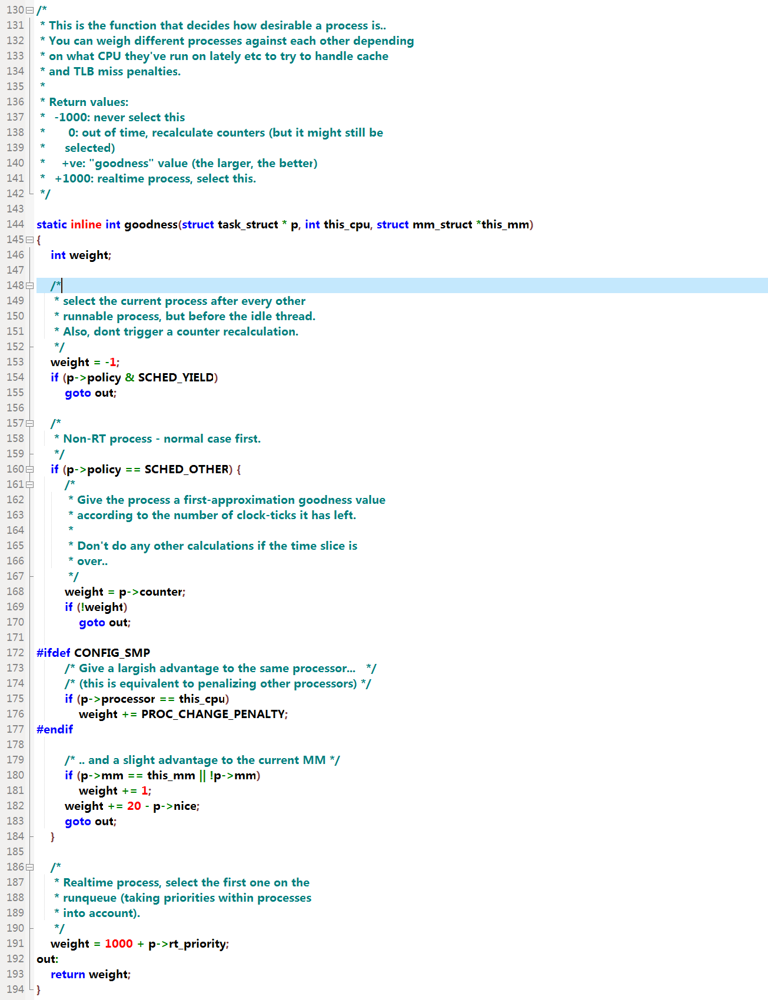 130 /*
131  * This is the function that decides how desirable a process is..
132  * You can weigh different processes against each other depending
133  * on what CPU they've run on lately etc to try to handle cache
134  * and TLB miss penalties.
135  *
136  * Return values:
137  *   -1000: never select this
138  *       0: out of time, recalculate counters (but it might still be
139  *      selected)
140  *     +ve: "goodness" value (the larger, the better)
141  *   +1000: realtime process, select this.
142  */
143
144 static inline int goodness(struct task_struct * p, int this_cpu, struct mm_struct *this_mm)
145 {
146     int weight;
147
148     /*
149      * select the current process after every other
150      * runnable process, but before the idle thread.
151      * Also, dont trigger a counter recalculation.
152      */
153     weight = -1;
154     if (p->policy & SCHED_YIELD)
155         goto out;
156
157     /*
158      * Non-RT process - normal case first.
159      */
160     if (p->policy == SCHED_OTHER) {
161         /*
162          * Give the process a first-approximation goodness value
163          * according to the number of clock-ticks it has left.
164          *
165          * Don't do any other calculations if the time slice is
166          * over..
167          */
168         weight = p->counter;
169         if (!weight)
170             goto out;
171
172 #ifdef CONFIG_SMP
173         /* Give a largish advantage to the same processor...   */
174         /* (this is equivalent to penalizing other processors) */
175         if (p->processor == this_cpu)
176             weight += PROC_CHANGE_PENALTY;
177 #endif
178
179         /* .. and a slight advantage to the current MM */
180         if (p->mm == this_mm || !p->mm)
181             weight += 1;
182         weight += 20 - p->nice;
183         goto out;
184     }
185
186     /*
187      * Realtime process, select the first one on the
188      * runqueue (taking priorities within processes
189      * into account).
190      */
191     weight = 1000 + p->rt_priority;
192 out:
193     return weight;
194 }